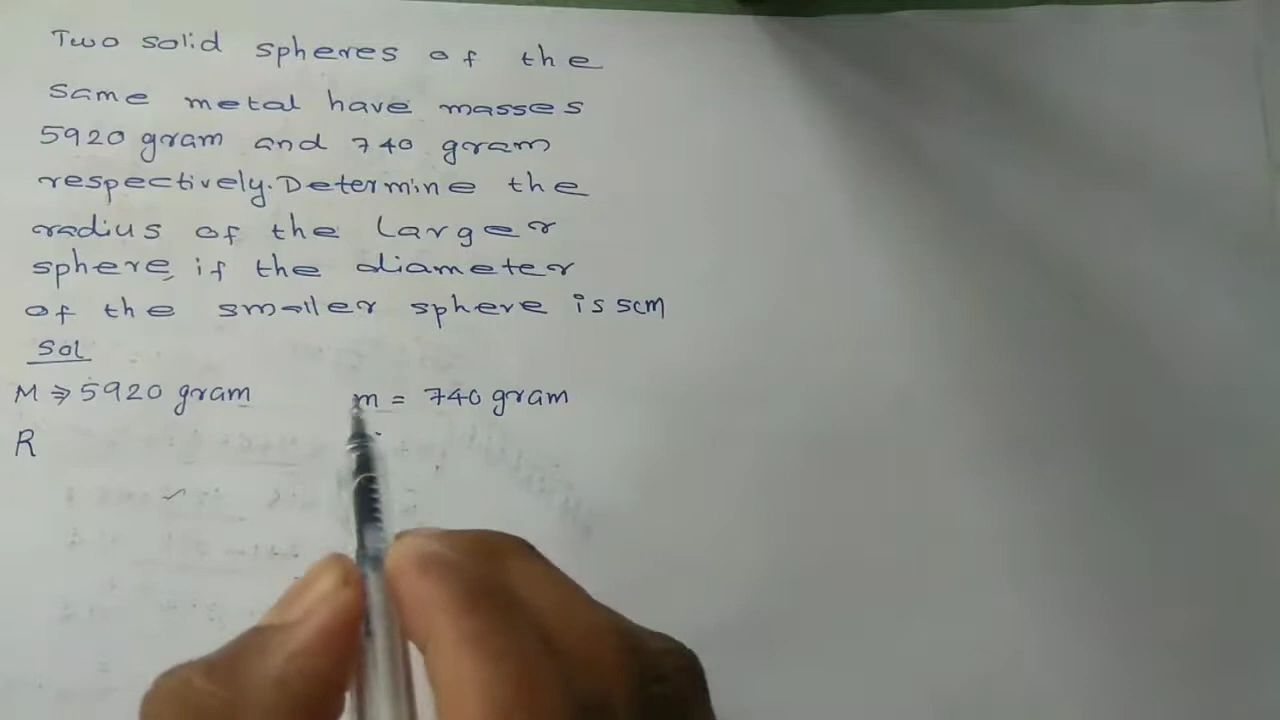 Two solid spheres of the
same metal have masses
5920 gram and 740 gram
respectively. Determine the
radius of the larger
sphere, if the diameter
of the smaller sphere is 5cm
Sol
M ⇒ 5920 gram m = 740 gram
R